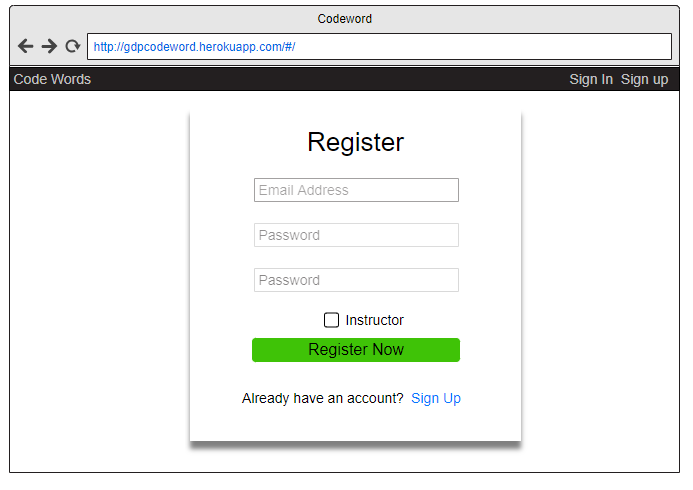 Codeword
http://gdpcodeword.herokuapp.com/#/
Code Words Sign In Sign up
Register
Email Address
Password
Password
Instructor
Register Now
Already have an account? Sign Up